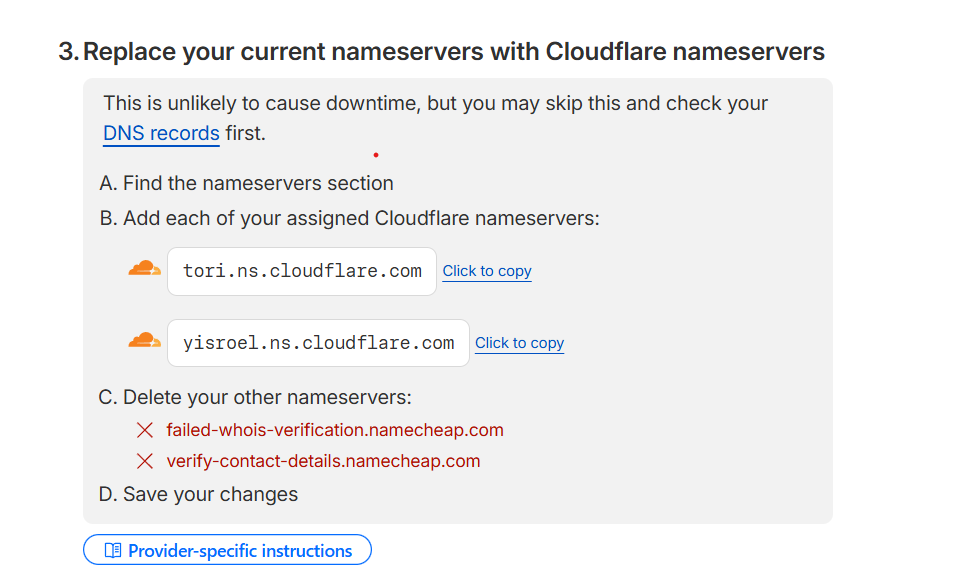 3. Replace your current nameservers with Cloudflare nameservers
This is unlikely to cause downtime, but you may skip this and check your
DNS records first.
A. Find the nameservers section
B. Add each of your assigned Cloudflare nameservers:
tori.ns.cloudflare.com Click to copy
yisroel.ns.cloudflare.com Click to copy
C. Delete your other nameservers:
failed-whois-verification.namecheap.com
verify-contact-details.namecheap.com
D. Save your changes
Provider-specific instructions